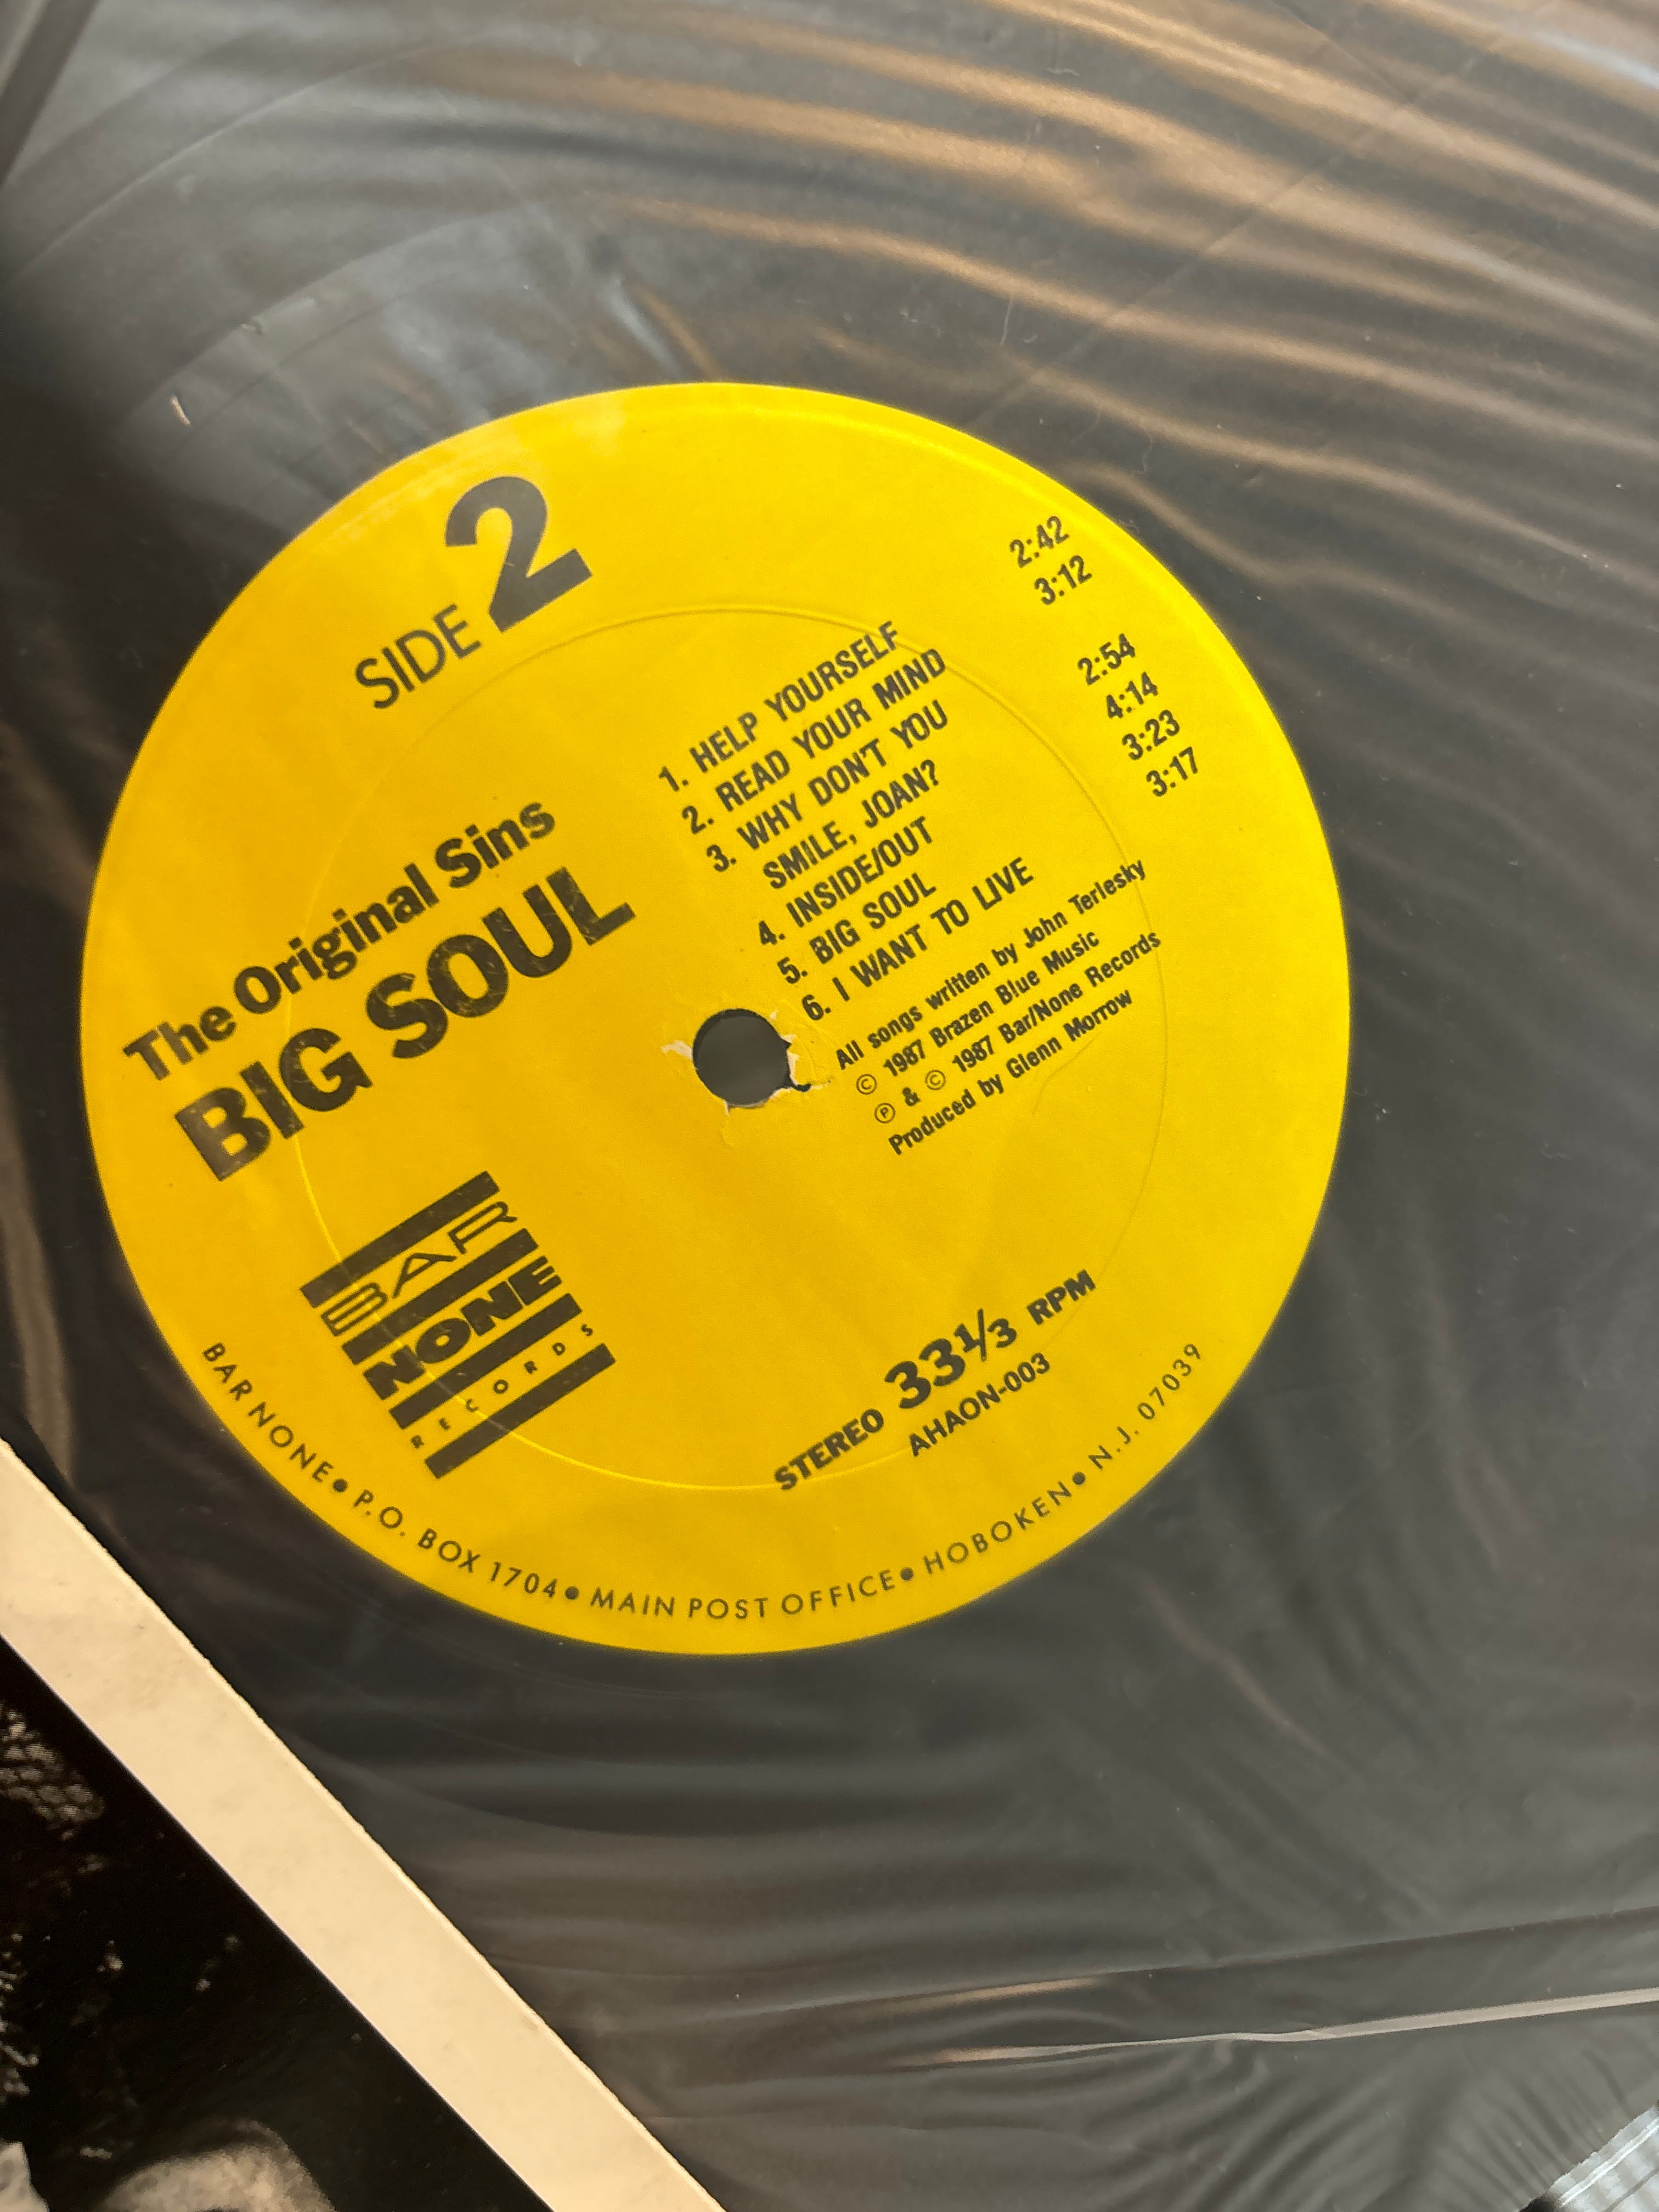 SIDE 2
The Original Sins
BIG SOUL
1. HELP YOURSELF 2:42
2. READ YOUR MIND 3:12
3. WHY DON'T YOU
SMILE, JOAN? 2:54
4. INSIDE/OUT 4:14
5. BIG SOUL 3:23
6. I WANT TO LIVE 3:17
All songs written by John Terlesky
© 1987 Brazen Blue Music
℗ & © 1987 Bar/None Records
Produced by Glenn Morrow
BAR
NONE
RECORDS
STEREO 33 1/3 RPM
AHAON-003
BAR NONE • P.O. BOX 1704 • MAIN POST OFFICE • HOBOKEN • N.J. 07039